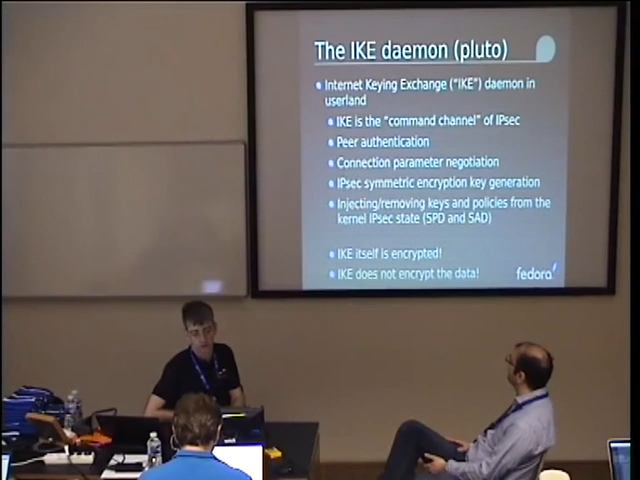 The IKE daemon (pluto)
Internet Keying Exchange ("IKE") daemon in
userland
IKE is the "command channel" of IPsec
Peer authentication
Connection parameter negotiation
IPsec symmetric encryption key generation
Injecting/removing keys and policies from the
kernel IPsec state (SPD and SAD)
IKE itself is encrypted!
IKE does not encrypt the data!
fedora